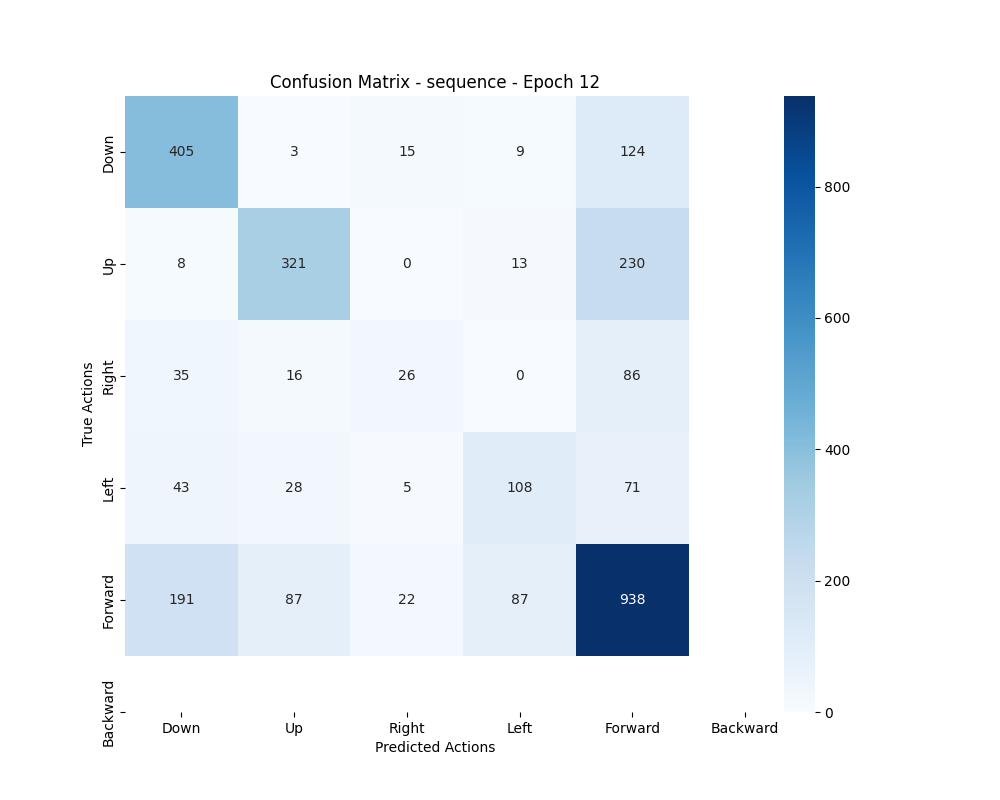 Confusion Matrix - sequence - Epoch 12
Down 405 3 15 9 124
Up 8 321 0 13 230
Right 35 16 26 0 86
Left 43 28 5 108 71
Forward 191 87 22 87 938
Backward
True Actions
Down Up Right Left Forward Backward
Predicted Actions
800
600
400
200
0